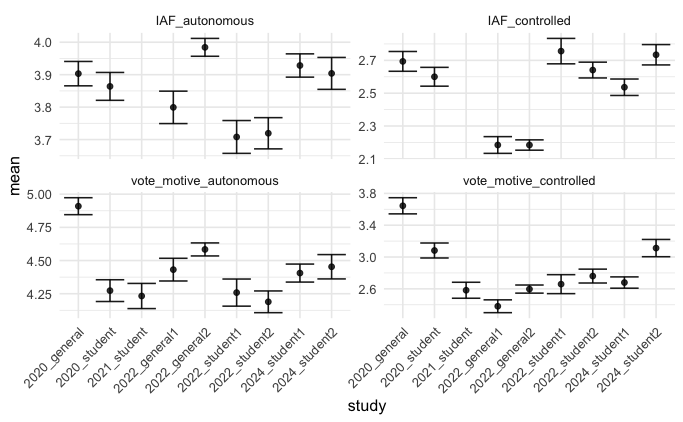 IAF_autonomous
IAF_controlled
4.0
3.9
3.8
3.7
2.7
2.5
2.3
2.1
vote_motive_autonomous
vote_motive_controlled
5.00
4.75
4.50
4.25
3.8
3.4
3.0
2.6
mean
2020_general
2020_student
2021_student
2022_general1
2022_general2
2022_student1
2022_student2
2024_student1
2024_student2
2020_general
2020_student
2021_student
2022_general1
2022_general2
2022_student1
2022_student2
2024_student1
2024_student2
study